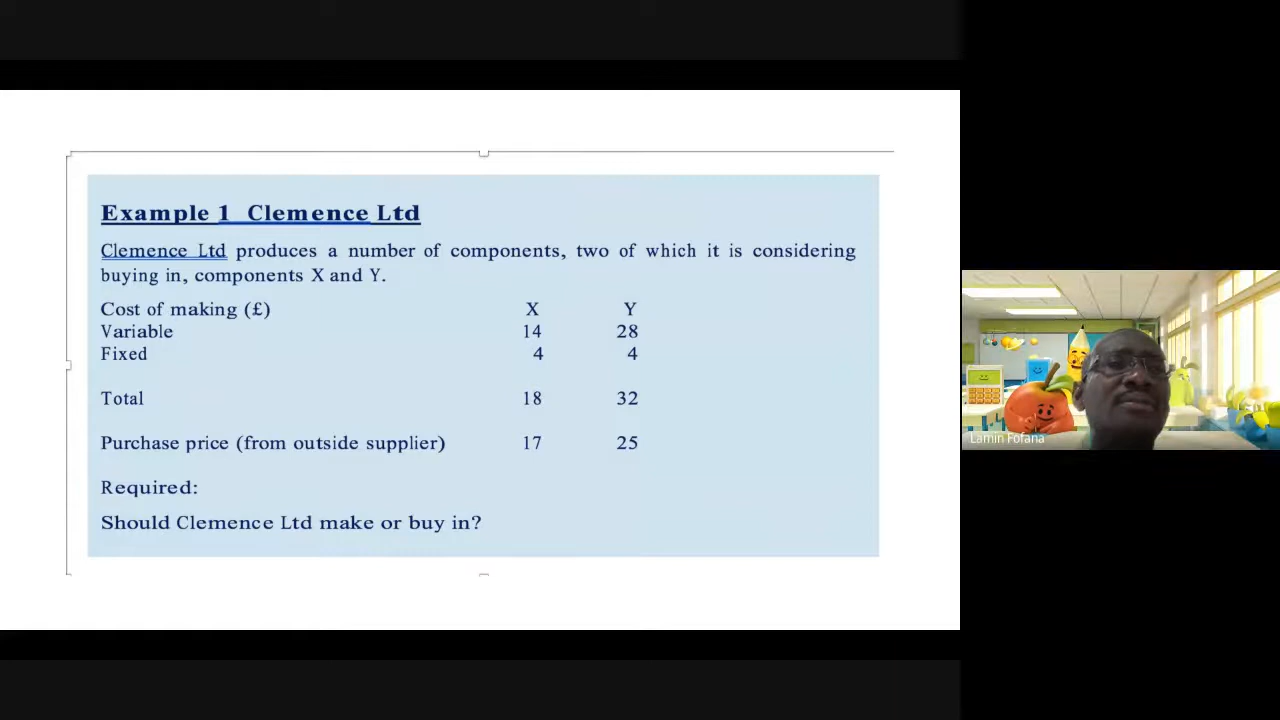 Example 1 Clemence Ltd
Clemence Ltd produces a number of components, two of which it is considering
buying in, components X and Y.
Cost of making (£) X Y
Variable 14 28
Fixed 4 4
Total 18 32
Purchase price (from outside supplier) 17 25
Required:
Should Clemence Ltd make or buy in?
Lamin Fofana